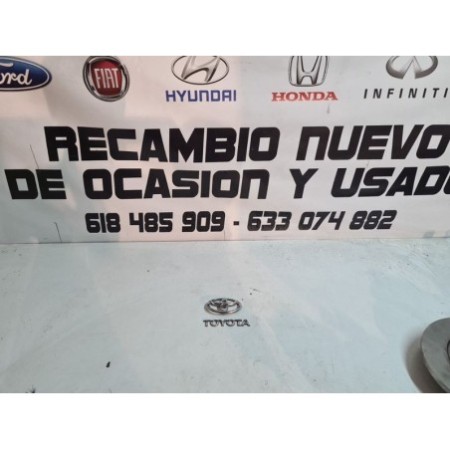 Ford
FIAT
HYUNDAI
HONDA
INFINITI
RECAMBIO NUEVO
DE OCASION Y USADO
618 485 909 - 633 074 882
TOYOTA